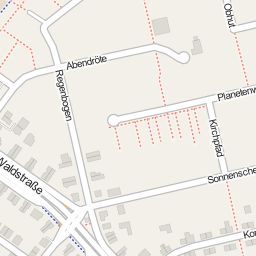 Obhut
Abendröte
Regenbogen
Planetenw
Kirchpfad
Waldstraße
Sonnensche
Kor